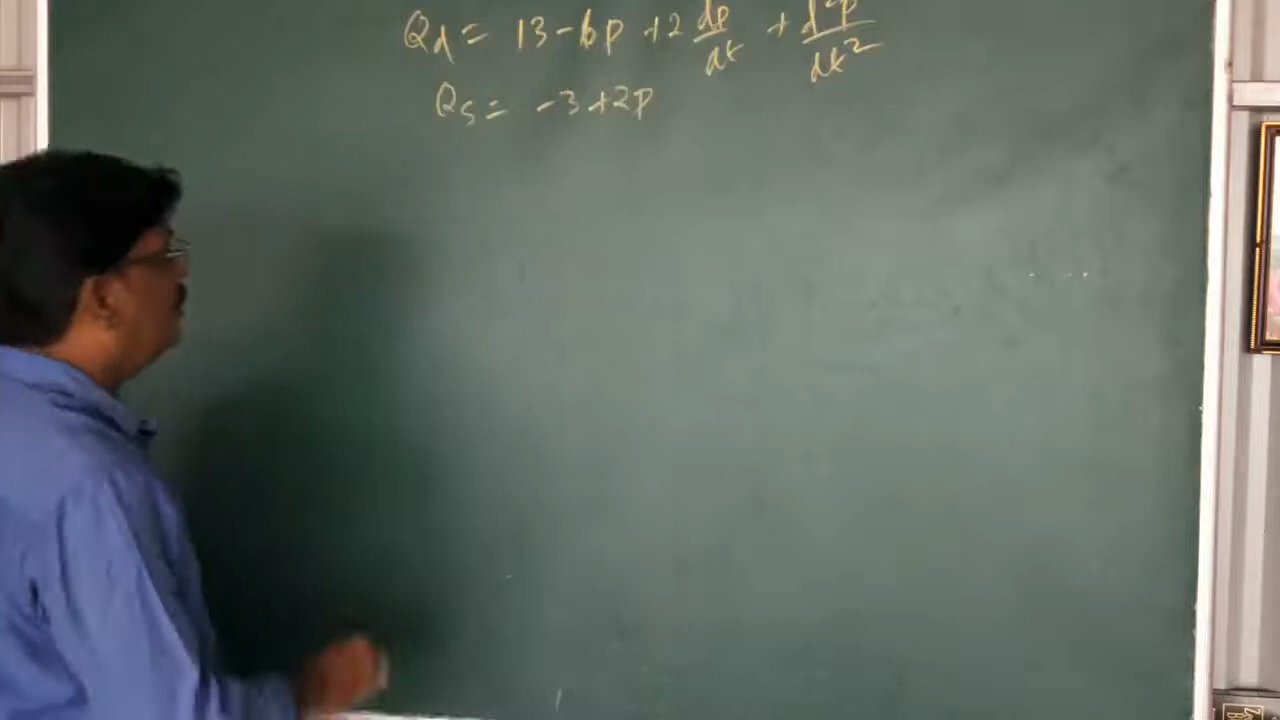 Qd = 13 - 6p + 2 dp/dt + d²p/dt²
Qs = -3 + 2p